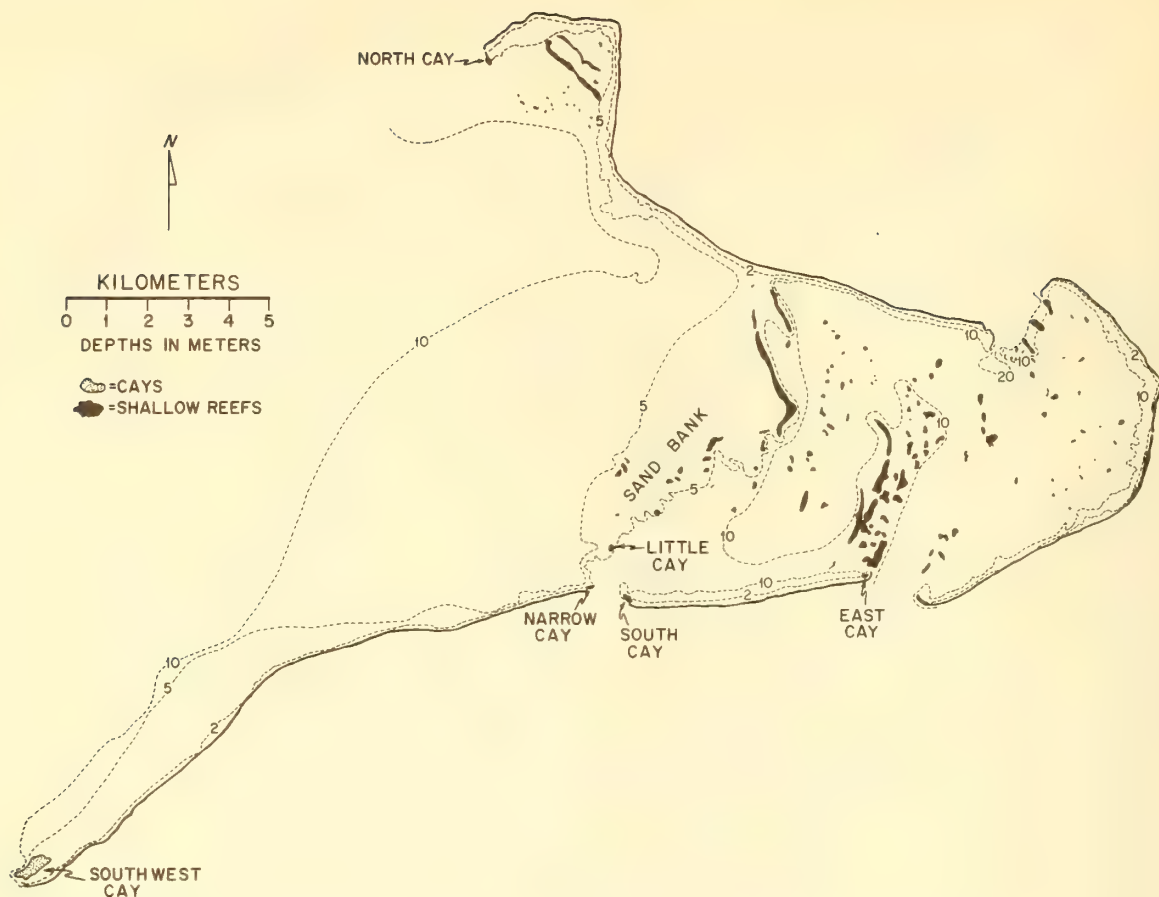 NORTH CAY
N
5
KILOMETERS
0 1 2 3 4 5
DEPTHS IN METERS
=CAYS
=SHALLOW REEFS
2
10
10
20
2
10
10
5
SAND BANK
5
10
10
LITTLE
CAY
10
2
NARROW
CAY
SOUTH
CAY
EAST
CAY
10
5
2
SOUTHWEST
CAY